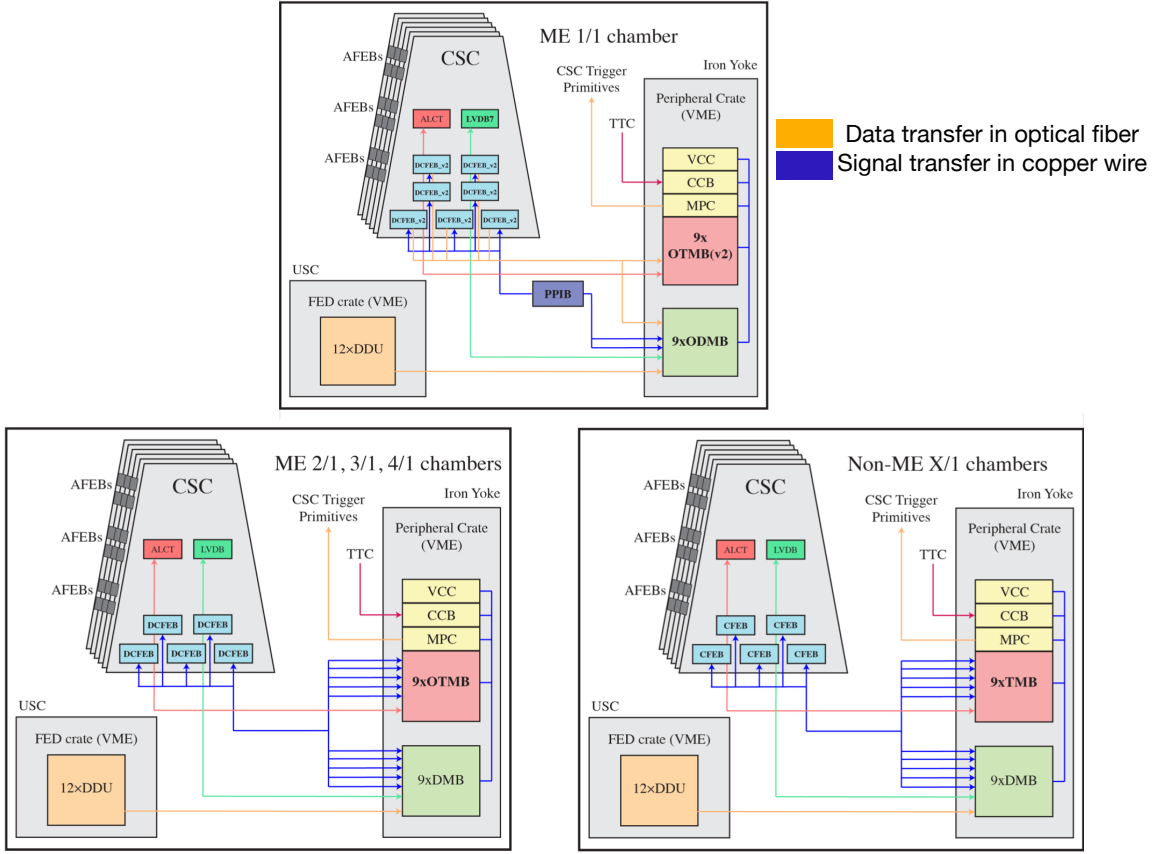 ME 1/1 chamber
CSC
AFEBs
AFEBs
AFEBs
ALCT
LVDB7
DCFEB_v2
DCFEB_v2
DCFEB_v2
DCFEB_v2
DCFEB_v2
DCFEB_v2
DCFEB_v2
CSC Trigger
Primitives
TTC
Iron Yoke
Peripheral Crate
(VME)
VCC
CCB
MPC
9x
OTMB(v2)
PPIB
9xODMB
USC
FED crate (VME)
12×DDU
Data transfer in optical fiber
Signal transfer in copper wire
ME 2/1, 3/1, 4/1 chambers
CSC
AFEBs
AFEBs
AFEBs
ALCT
LVDB
DCFEB
DCFEB
DCFEB
DCFEB
DCFEB
CSC Trigger
Primitives
TTC
Iron Yoke
Peripheral Crate
(VME)
VCC
CCB
MPC
9xOTMB
9xDMB
USC
FED crate (VME)
12×DDU
Non-ME X/1 chambers
CSC
AFEBs
AFEBs
AFEBs
ALCT
LVDB
CFEB
CFEB
CFEB
CFEB
CFEB
CSC Trigger
Primitives
TTC
Iron Yoke
Peripheral Crate
(VME)
VCC
CCB
MPC
9xTMB
9xDMB
USC
FED crate (VME)
12×DDU